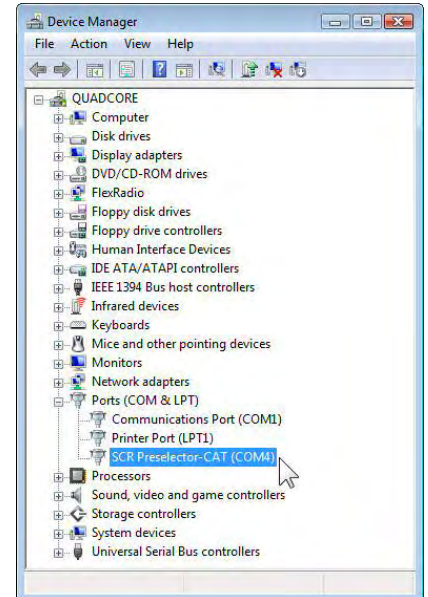 Device Manager
File Action View Help
QUADCORE
Computer
Disk drives
Display adapters
DVD/CD-ROM drives
FlexRadio
Floppy disk drives
Floppy drive controllers
Human Interface Devices
IDE ATA/ATAPI controllers
IEEE 1394 Bus host controllers
Infrared devices
Keyboards
Mice and other pointing devices
Monitors
Network adapters
Ports (COM & LPT)
Communications Port (COM1)
Printer Port (LPT1)
SCR Preselector-CAT (COM4)
Processors
Sound, video and game controllers
Storage controllers
System devices
Universal Serial Bus controllers